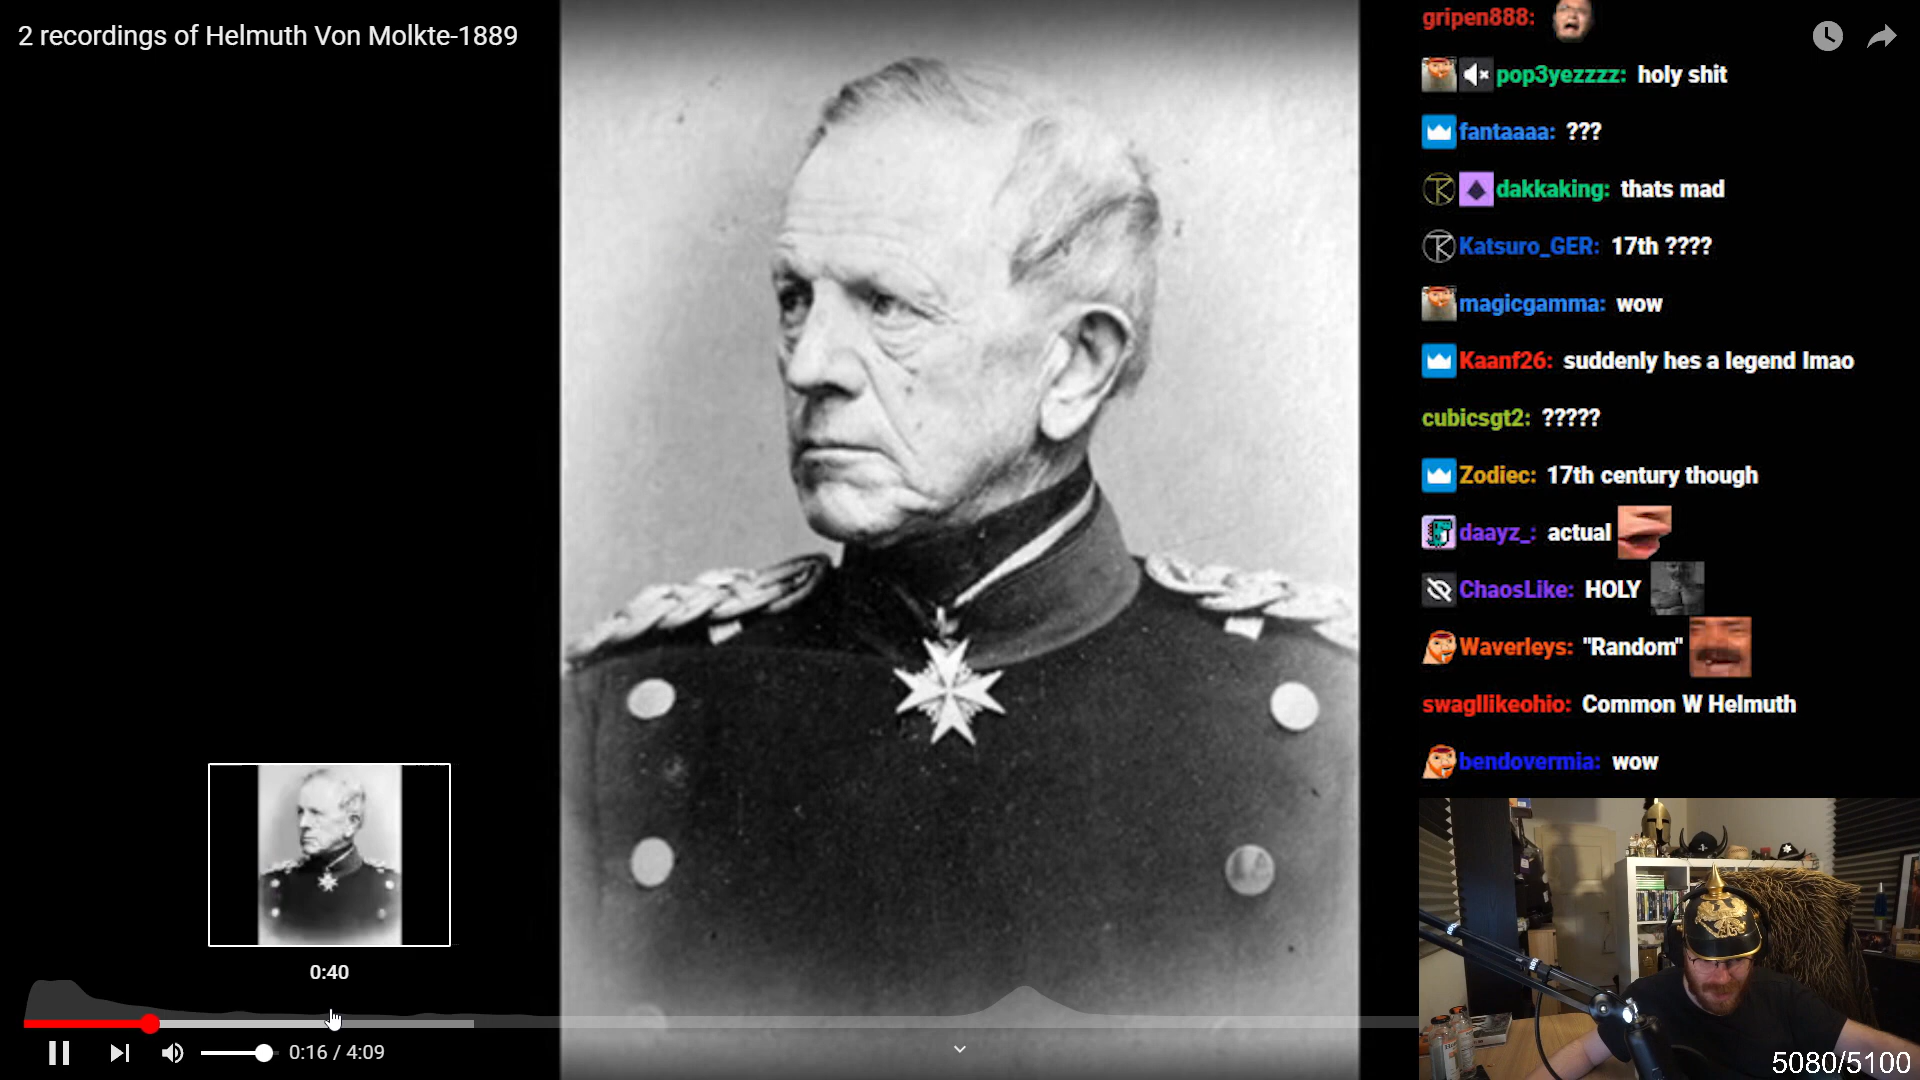 2 recordings of Helmuth Von Molkte-1889
gripen888:
pop3yezzzz: holy shit
fantaaaa: ???
dakkaking: thats mad
Katsuro_GER: 17th ????
magicgamma: wow
Kaanf26: suddenly hes a legend lmao
cubicsgt2: ?????
Zodiec: 17th century though
daayz_: actual
ChaosLike: HOLY
Waverleys: "Random"
swagllikeohio: Common W Helmuth
bendovermia: wow
0:40
0:16 / 4:09
5080/5100